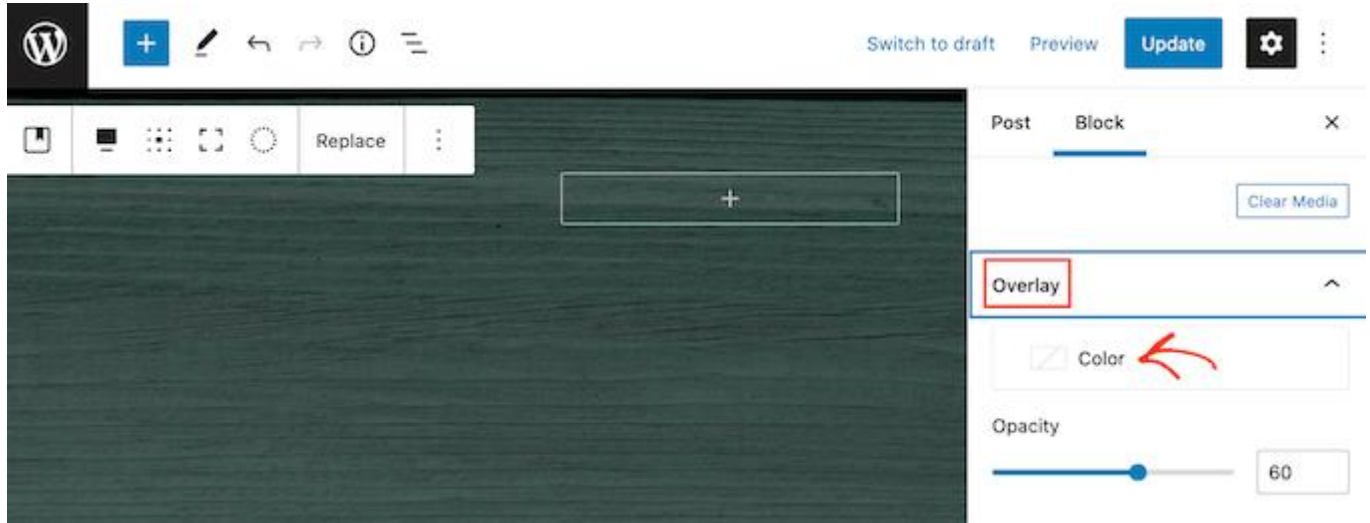 Switch to draft Preview Update
Post Block
Replace
Clear Media
Overlay
Color
Opacity
60